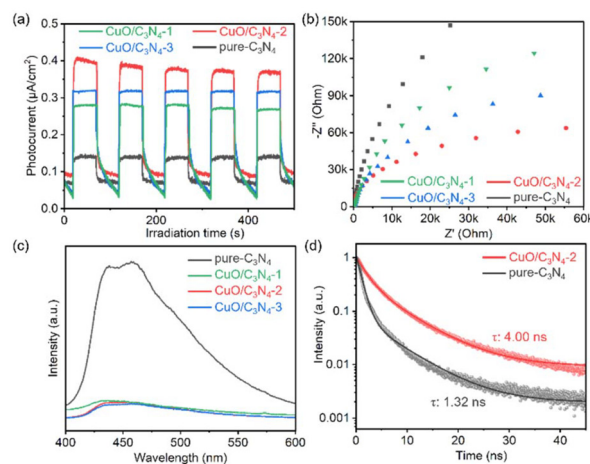 (a)
CuO/C₃N₄-1 CuO/C₃N₄-2
CuO/C₃N₄-3 pure-C₃N₄
Photocurrent (μA/cm²)
0.4
0.3
0.2
0.1
0.0
0 100 200 300 400 500
Irradiation time (s)
(b)
-Z'' (Ohm)
150k
120k
90k
60k
30k
0
CuO/C₃N₄-1 CuO/C₃N₄-2
CuO/C₃N₄-3 pure-C₃N₄
0 10k 20k 30k 40k 50k 60k
Z' (Ohm)
(c)
pure-C₃N₄
CuO/C₃N₄-1
CuO/C₃N₄-2
CuO/C₃N₄-3
Intensity (a.u.)
400 450 500 550 600
Wavelength (nm)
(d)
CuO/C₃N₄-2
pure-C₃N₄
Intensity (a.u.)
1
0.1
0.01
0.001
τ: 4.00 ns
τ: 1.32 ns
0 10 20 30 40
Time (ns)